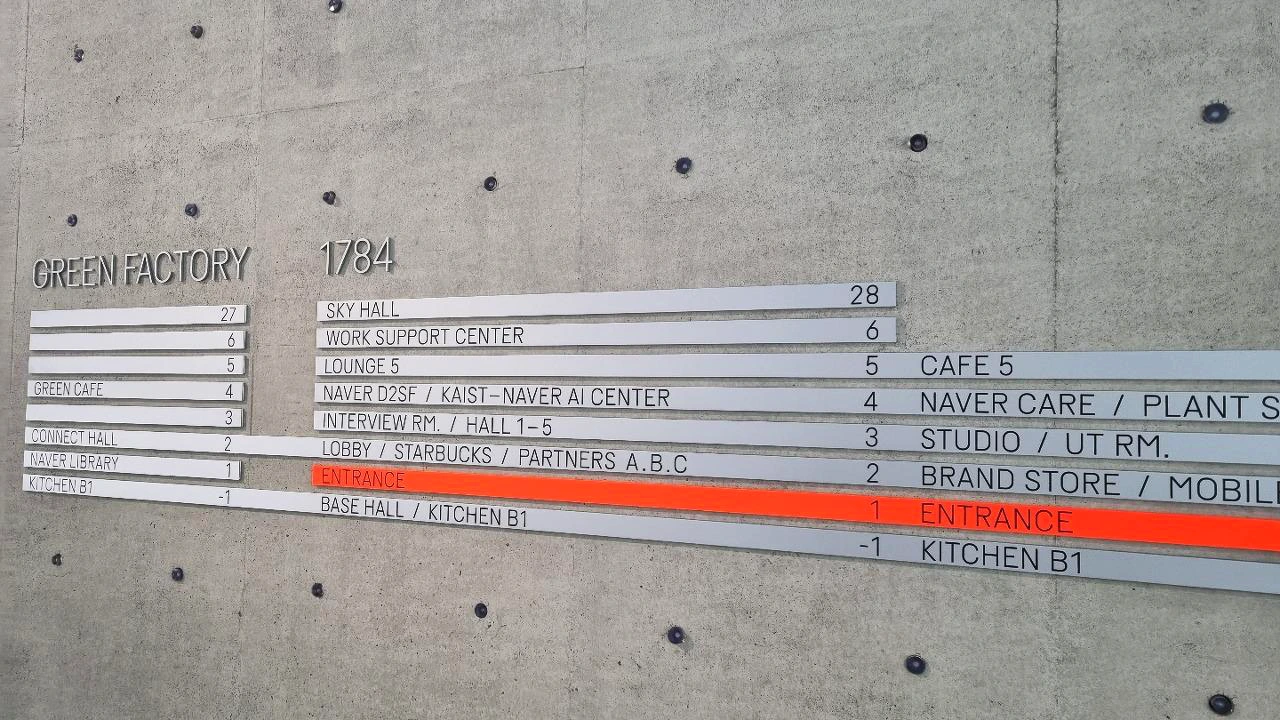 GREEN FACTORY
27
6
5
GREEN CAFE 4
3
CONNECT HALL 2
NAVER LIBRARY 1
KITCHEN B1 -1
1784
SKY HALL 28
WORK SUPPORT CENTER 6
LOUNGE 5 5 CAFE 5
NAVER D2SF / KAIST-NAVER AI CENTER 4 NAVER CARE / PLANT S
INTERVIEW RM. / HALL 1-5 3 STUDIO / UT RM.
LOBBY / STARBUCKS / PARTNERS A.B.C 2 BRAND STORE / MOBILE
ENTRANCE 1 ENTRANCE
BASE HALL / KITCHEN B1 -1 KITCHEN B1